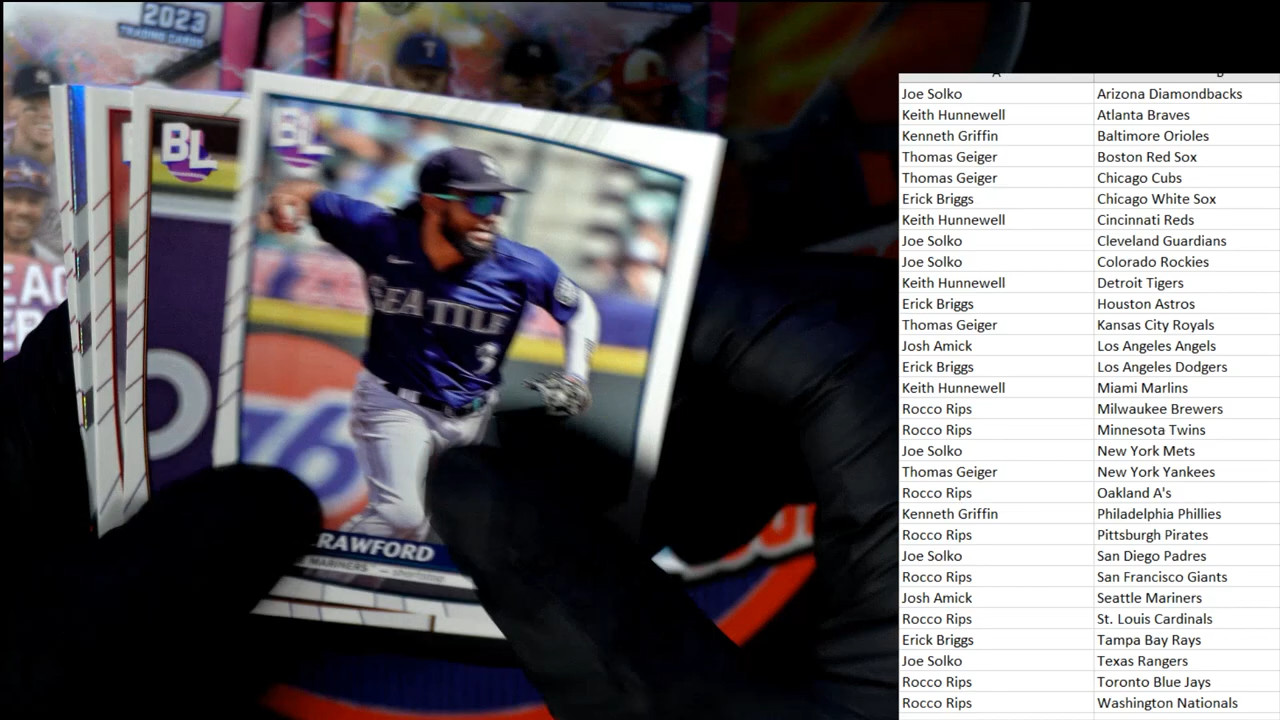 2023
TRADING CARDS
BL
BL
SEATTLE
3
76
RAWFORD
MARINERS — shortstop
A B
Joe Solko Arizona Diamondbacks
Keith Hunnewell Atlanta Braves
Kenneth Griffin Baltimore Orioles
Thomas Geiger Boston Red Sox
Thomas Geiger Chicago Cubs
Erick Briggs Chicago White Sox
Keith Hunnewell Cincinnati Reds
Joe Solko Cleveland Guardians
Joe Solko Colorado Rockies
Keith Hunnewell Detroit Tigers
Erick Briggs Houston Astros
Thomas Geiger Kansas City Royals
Josh Amick Los Angeles Angels
Erick Briggs Los Angeles Dodgers
Keith Hunnewell Miami Marlins
Rocco Rips Milwaukee Brewers
Rocco Rips Minnesota Twins
Joe Solko New York Mets
Thomas Geiger New York Yankees
Rocco Rips Oakland A's
Kenneth Griffin Philadelphia Phillies
Rocco Rips Pittsburgh Pirates
Joe Solko San Diego Padres
Rocco Rips San Francisco Giants
Josh Amick Seattle Mariners
Rocco Rips St. Louis Cardinals
Erick Briggs Tampa Bay Rays
Joe Solko Texas Rangers
Rocco Rips Toronto Blue Jays
Rocco Rips Washington Nationals